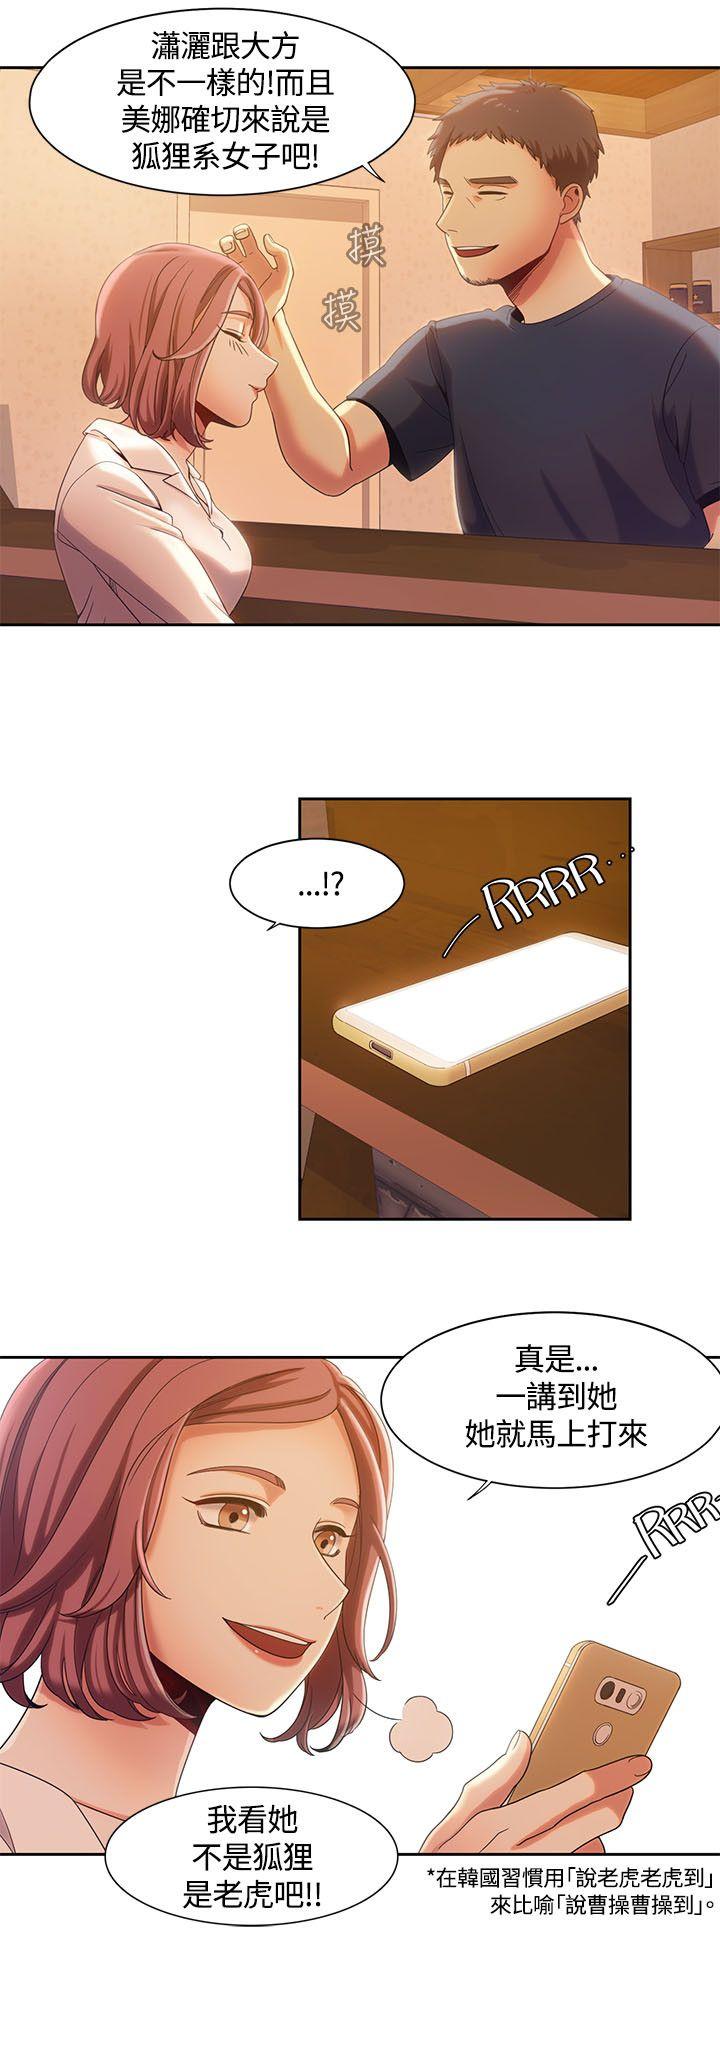 瀟灑跟大方
是不一樣的!而且
美娜確切來說是
狐狸系女子吧!
摸
摸
...!?
RRRR...
真是...
一講到她
她就馬上打來
RRRR
我看她
不是狐狸
是老虎吧!!
*在韓國習慣用「說老虎老虎到」
來比喻「說曹操曹操到」。